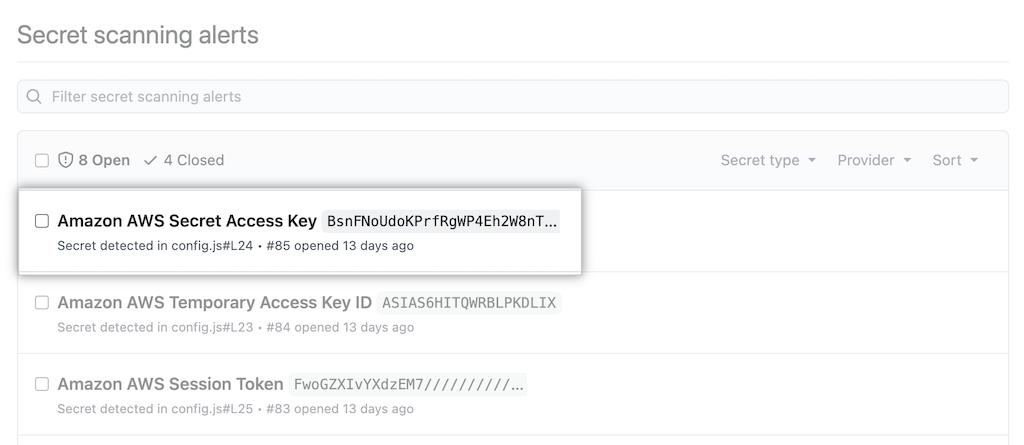 Secret scanning alerts
Filter secret scanning alerts
8 Open 4 Closed Secret type Provider Sort
Amazon AWS Secret Access Key BsnFNoUdoKPrfRgWP4Eh2W8nT...
Secret detected in config.js#L24 • #85 opened 13 days ago
Amazon AWS Temporary Access Key ID ASIAS6HITQWRBLPKDLIX
Secret detected in config.js#L23 • #84 opened 13 days ago
Amazon AWS Session Token FwoGZXIvYXdzEM7//////////...
Secret detected in config.js#L25 • #83 opened 13 days ago